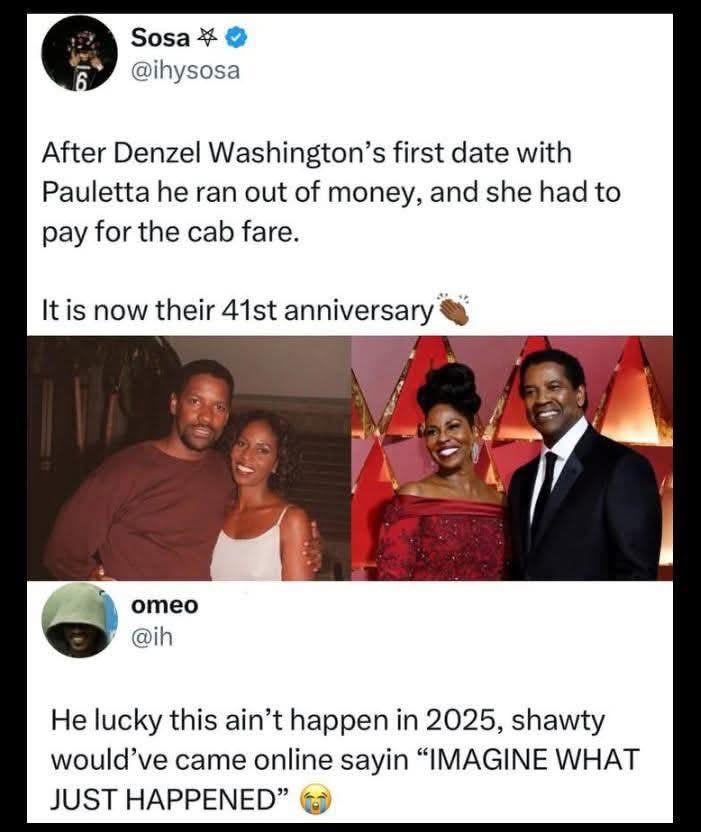 Sosa ⛧
@ihysosa
After Denzel Washington’s first date with
Pauletta he ran out of money, and she had to
pay for the cab fare.
It is now their 41st anniversary👏🏾
6
omeo
@ih
He lucky this ain’t happen in 2025, shawty
would’ve came online sayin “IMAGINE WHAT
JUST HAPPENED” 😭